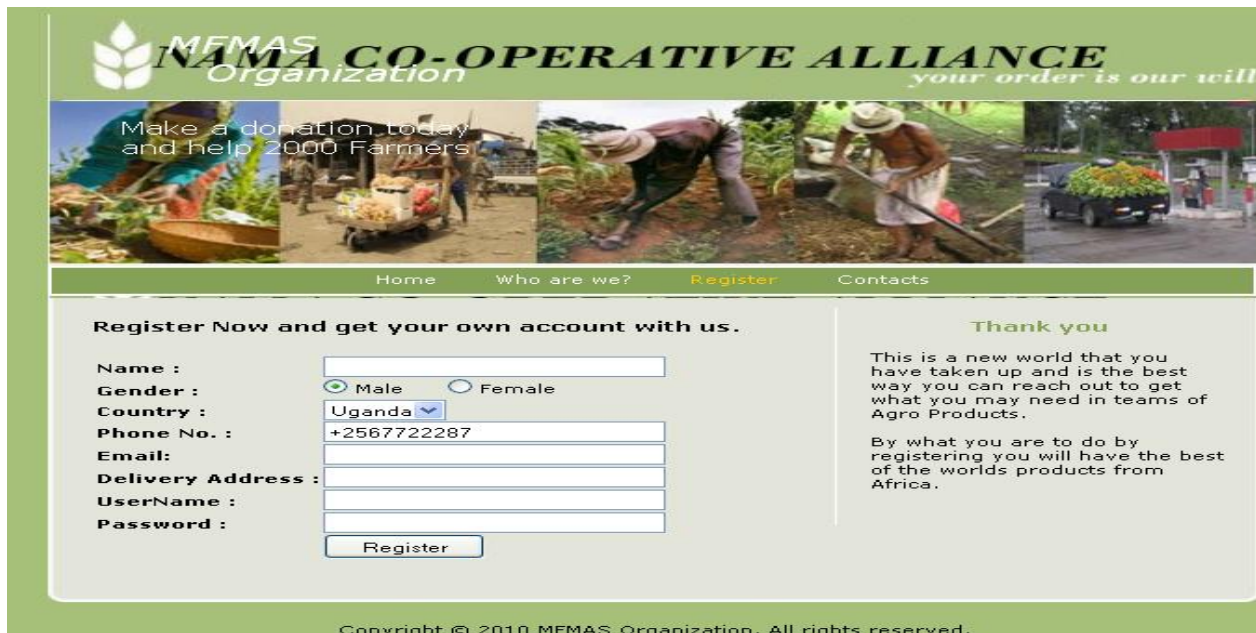 MFMAS
Organization
NAMA CO-OPERATIVE ALLIANCE
your order is our will
Make a donation today
and help 2000 Farmers
Home Who are we? Register Contacts
Register Now and get your own account with us.
Name :
Gender : Male Female
Country : Uganda
Phone No. : +2567722287
Email:
Delivery Address :
UserName :
Password :
Register
Thank you
This is a new world that you
have taken up and is the best
way you can reach out to get
what you may need in teams of
Agro Products.
By what you are to do by
registering you will have the best
of the worlds products from
Africa.
Copyright © 2010 MFMAS Organization. All rights reserved.